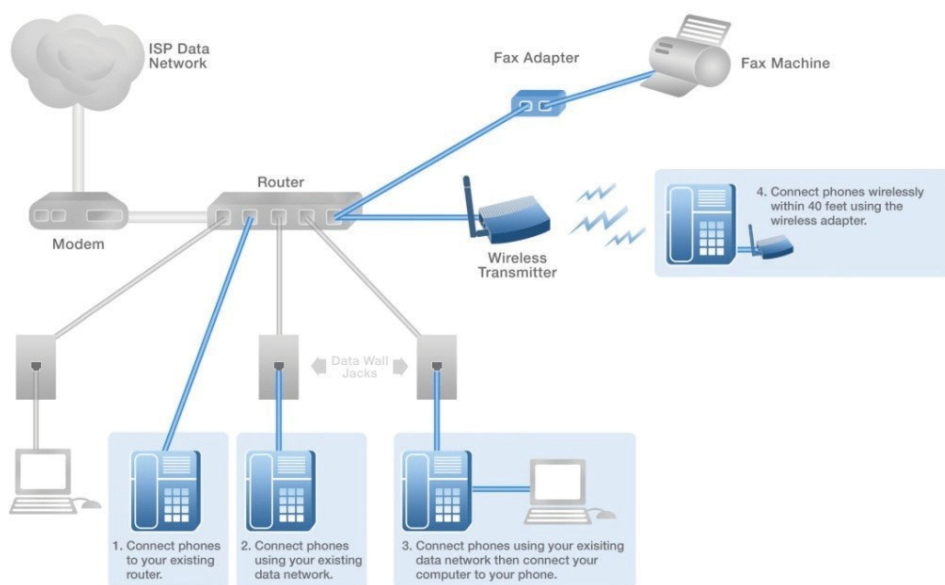 ISP Data
Network
Fax Adapter
Fax Machine
Router
Modem
Wireless
Transmitter
4. Connect phones wirelessly
within 40 feet using the
wireless adapter.
Data Wall
Jacks
1. Connect phones
to your existing
router.
2. Connect phones
using your existing
data network.
3. Connect phones using your exisiting
data network then connect your
computer to your phone.